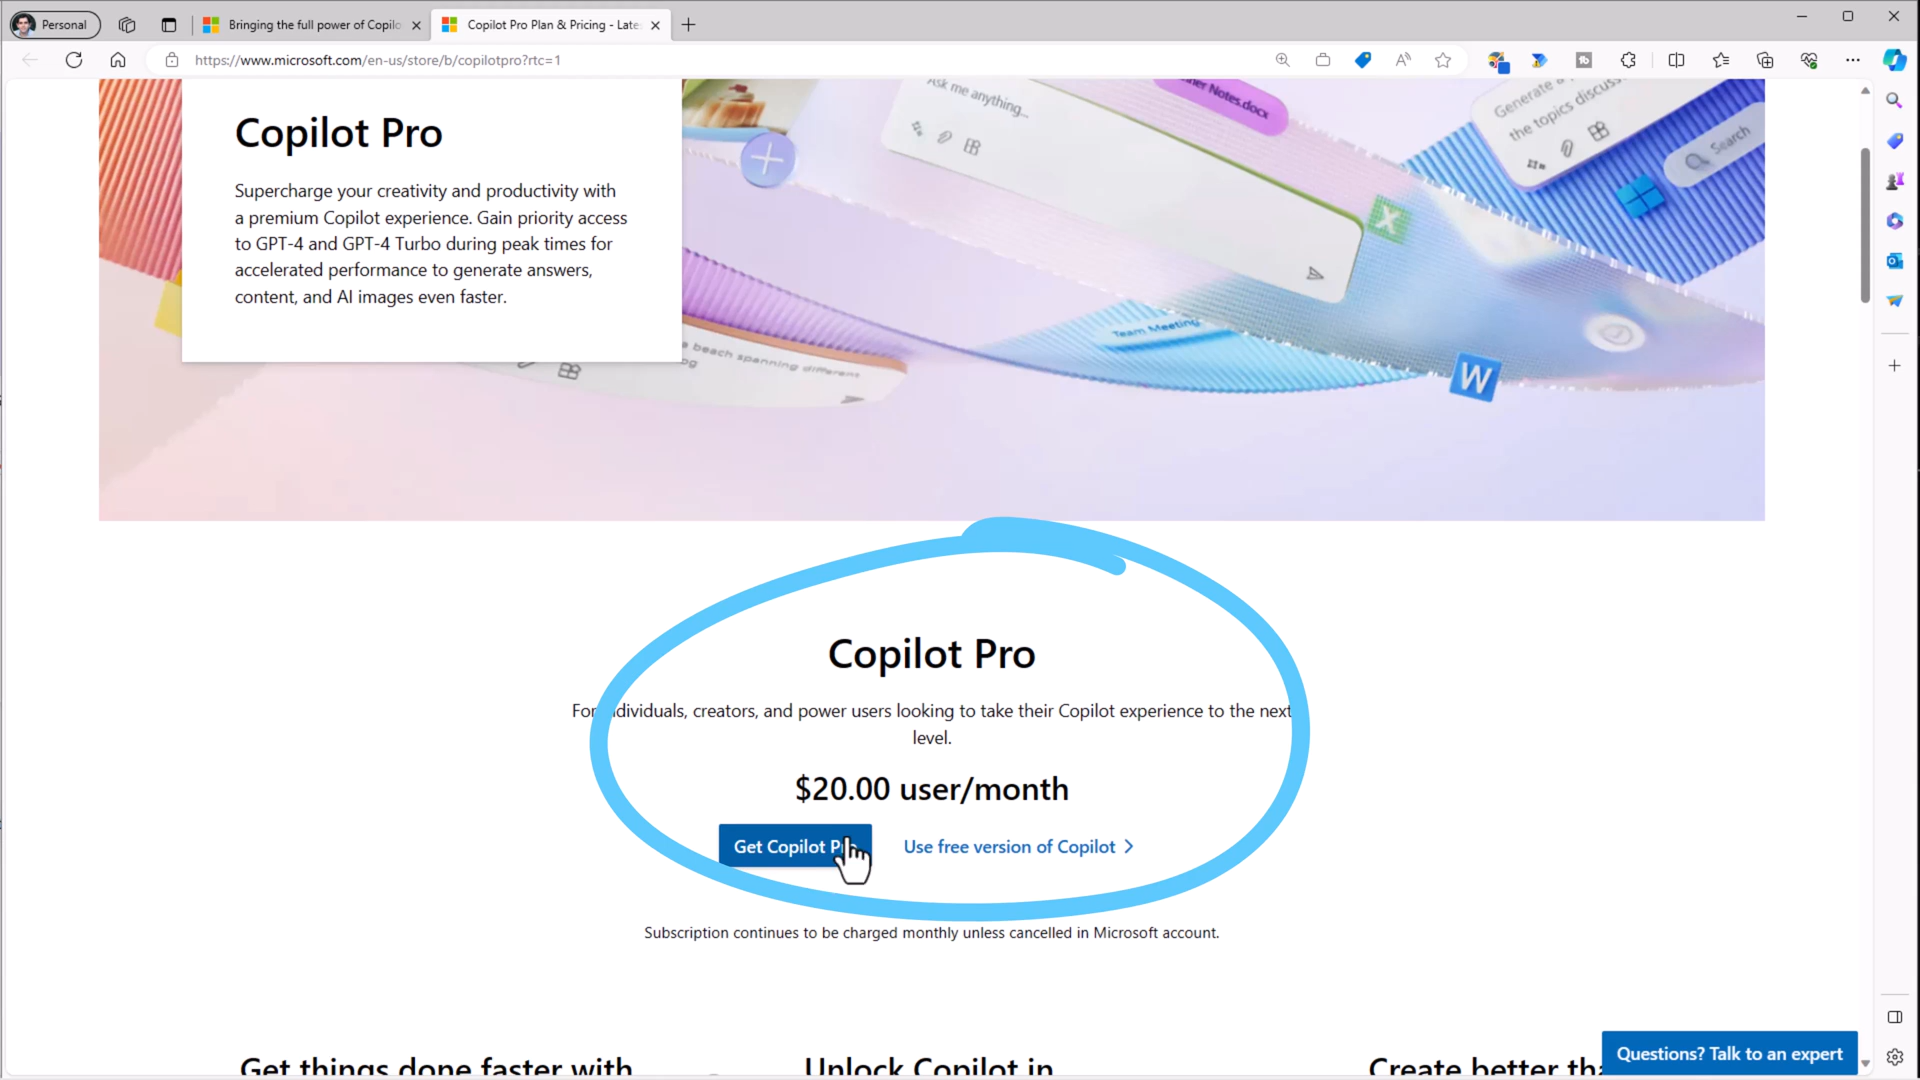 Personal
Bringing the full power of Copilo
Copilot Pro Plan & Pricing - Late
https://www.microsoft.com/en-us/store/b/copilotpro?rtc=1
Copilot Pro
Supercharge your creativity and productivity with
a premium Copilot experience. Gain priority access
to GPT-4 and GPT-4 Turbo during peak times for
accelerated performance to generate answers,
content, and AI images even faster.
Ask me anything...
Notes.docx
Generate a
the topics discus
Search
Team Meeting
a beach spanning different
X
W
Copilot Pro
For individuals, creators, and power users looking to take their Copilot experience to the next
level.
$20.00 user/month
Get Copilot Pro
Use free version of Copilot
Subscription continues to be charged monthly unless cancelled in Microsoft account.
Get things done faster with
Unlock Copilot in
Create better tha
Questions? Talk to an expert